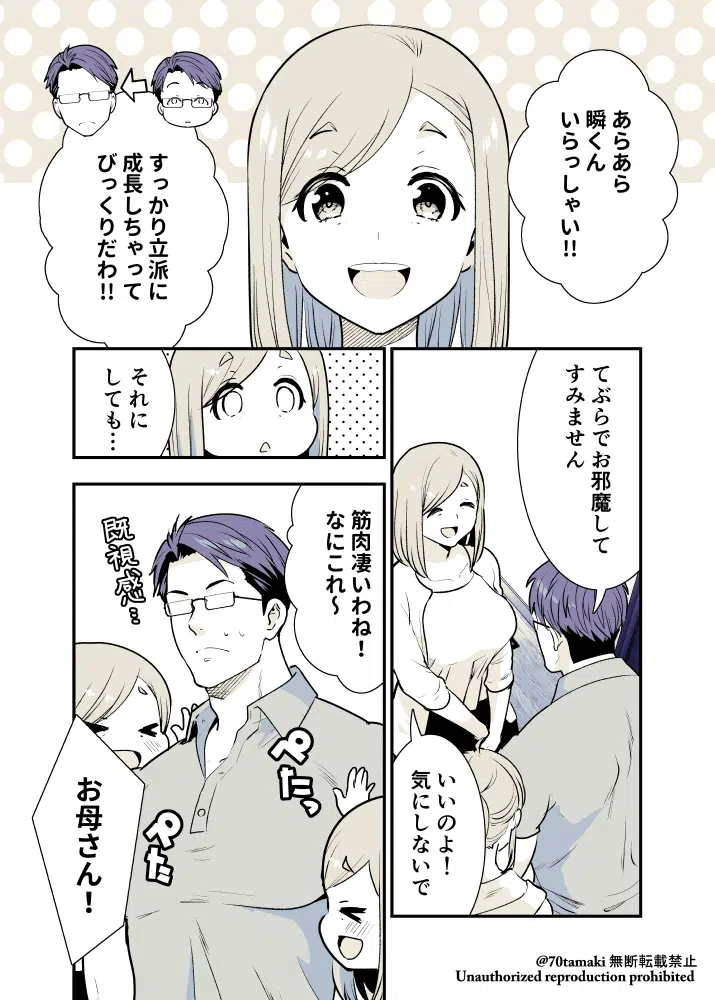 あらあら
瞬くん
いらっしゃい!!
すっかり立派に
成長しちゃって
びっくりだわ!!
てぶらでお邪魔して
すみません
いいのよ！
気にしないで
それに
しても…
筋肉凄いわね！
なにこれ～
既視感…
ぺたっ
ぺた
お母さん！
@70tamaki 無断転載禁止
Unauthorized reproduction prohibited